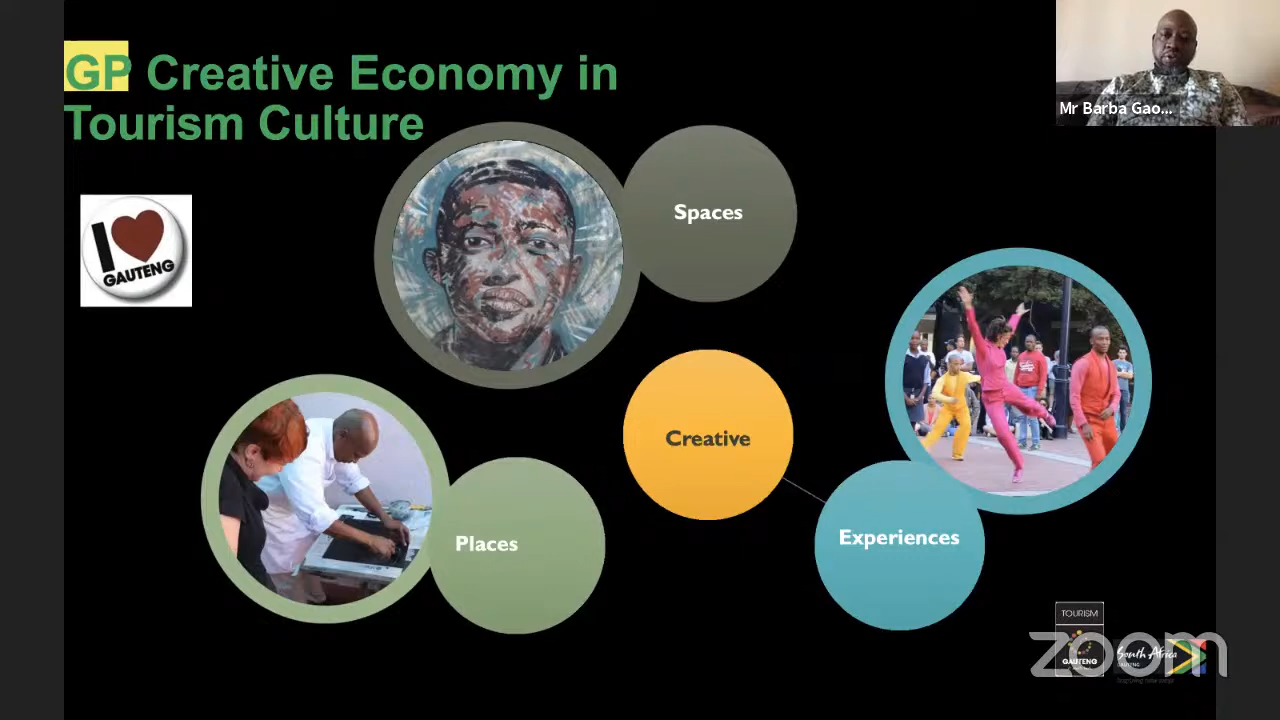 GP Creative Economy in
Tourism Culture
Mr Barba Gao...
I
GAUTENG
Spaces
Creative
Experiences
Places
TOURISM
GAUTENG
South Africa
GAUTENG
zoom